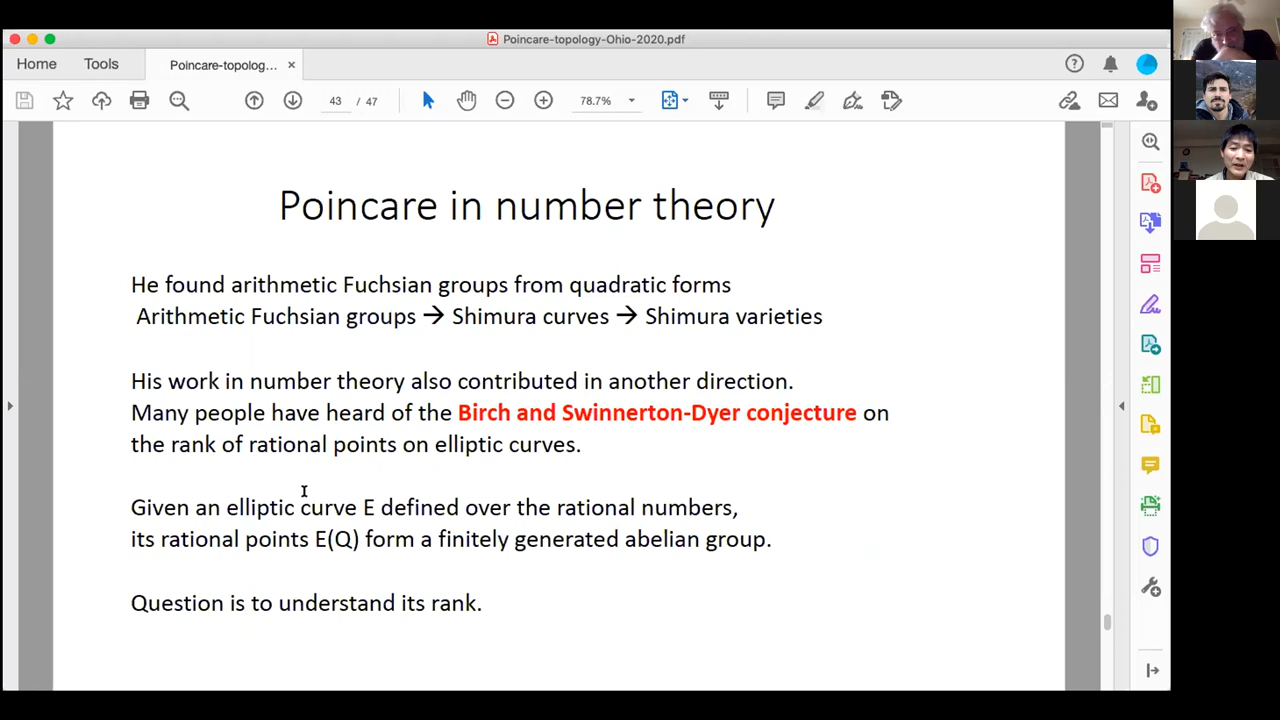 Poincare-topology-Ohio-2020.pdf
Home Tools Poincare-topolog... ×
43 / 47 78.7%
Poincare in number theory
He found arithmetic Fuchsian groups from quadratic forms
Arithmetic Fuchsian groups → Shimura curves → Shimura varieties
His work in number theory also contributed in another direction.
Many people have heard of the Birch and Swinnerton-Dyer conjecture on
the rank of rational points on elliptic curves.
Given an elliptic curve E defined over the rational numbers,
its rational points E(Q) form a finitely generated abelian group.
Question is to understand its rank.